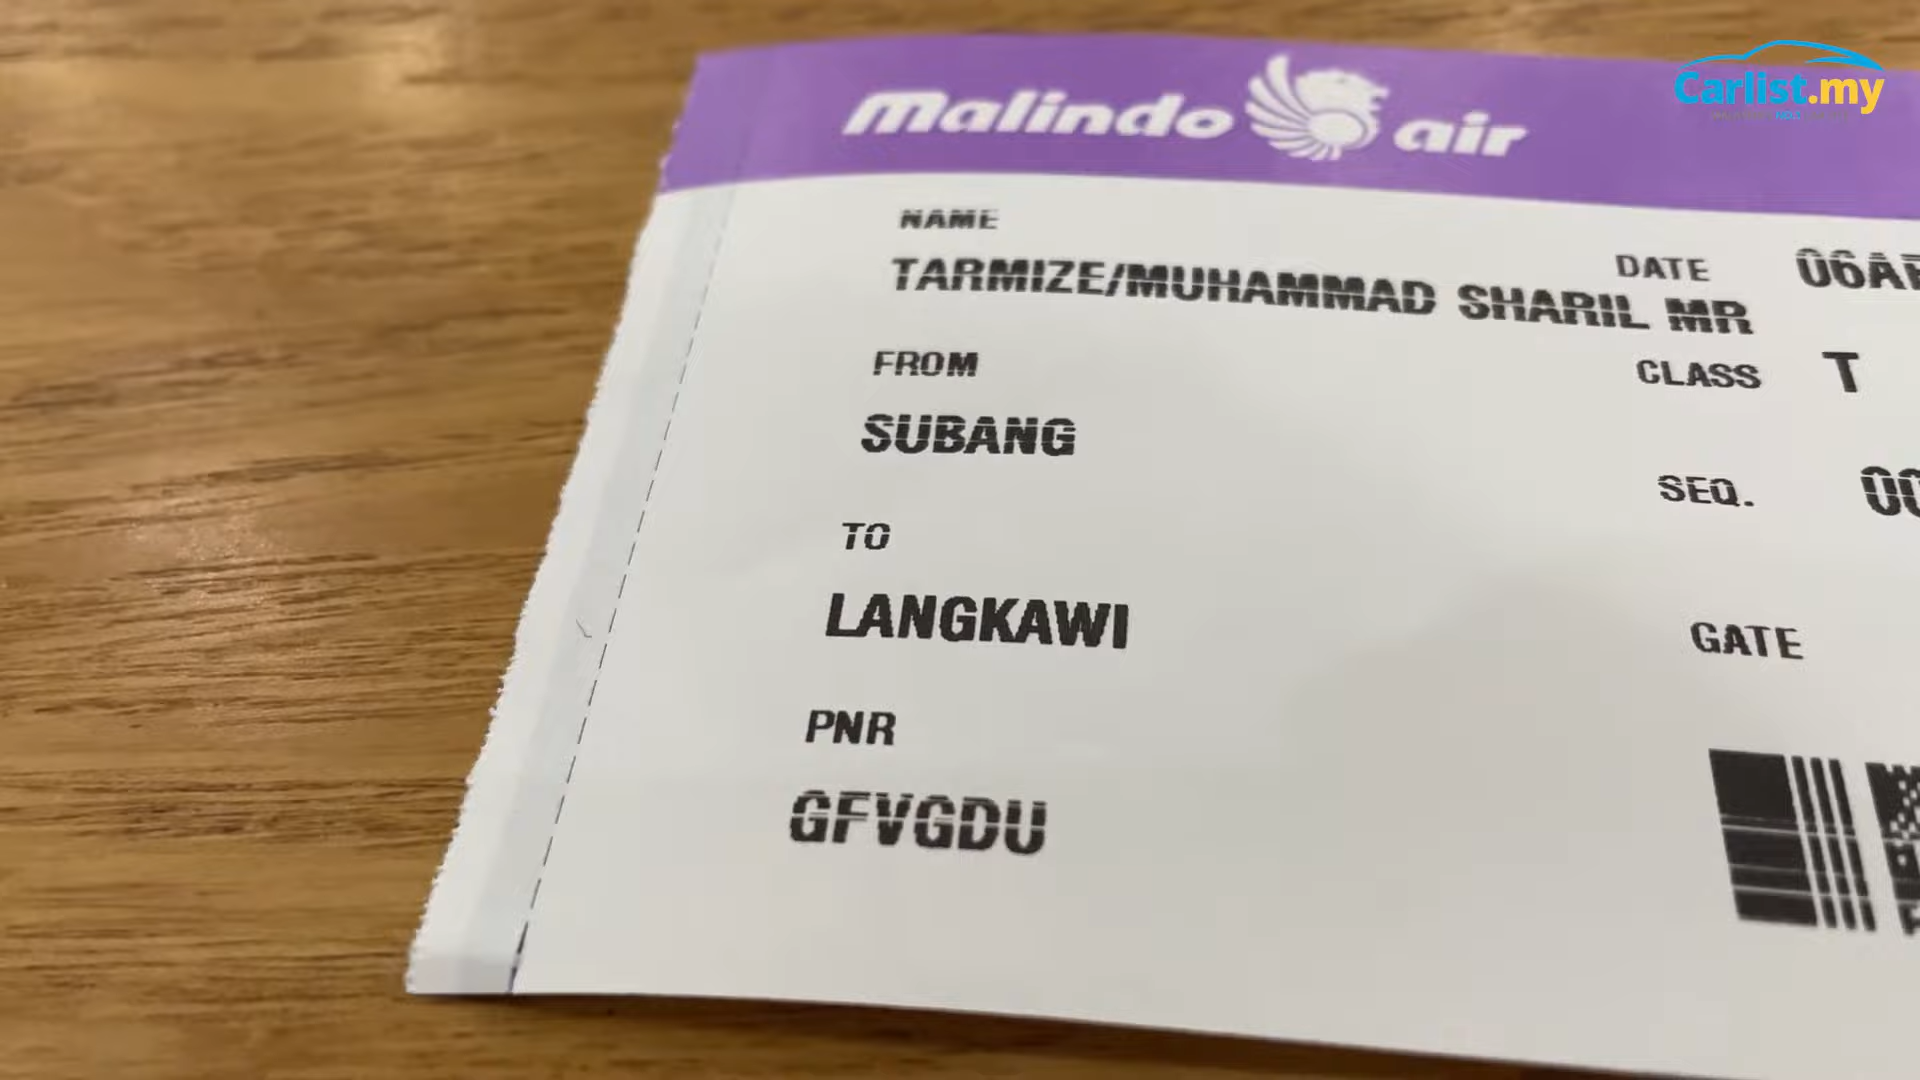 Malindo air
Carlist.my
NAME
TARMIZE/MUHAMMAD SHARIL MR
DATE
FROM
SUBANG
CLASS T
SEQ.
TO
LANGKAWI
GATE
PNR
GFVGDU